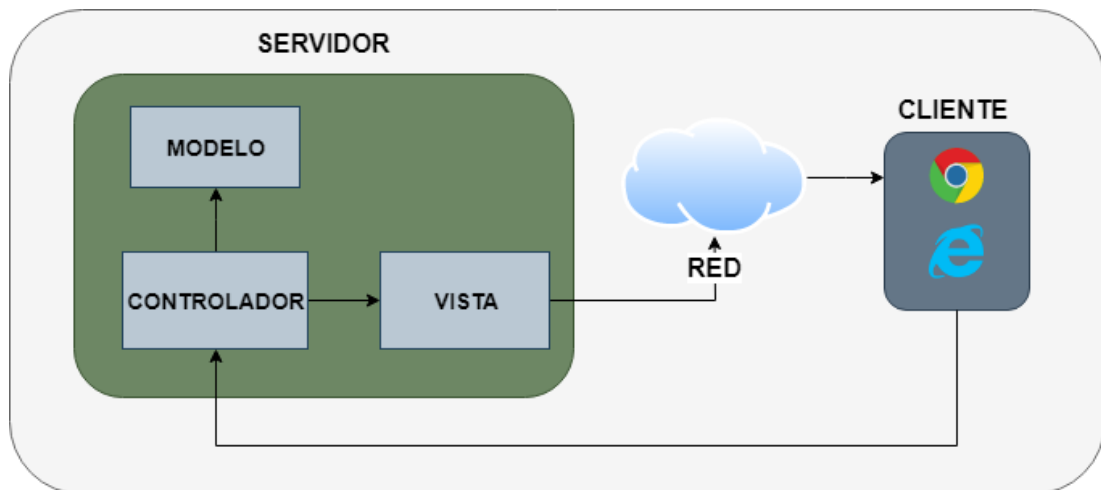 SERVIDOR
MODELO
CONTROLADOR
VISTA
RED
CLIENTE